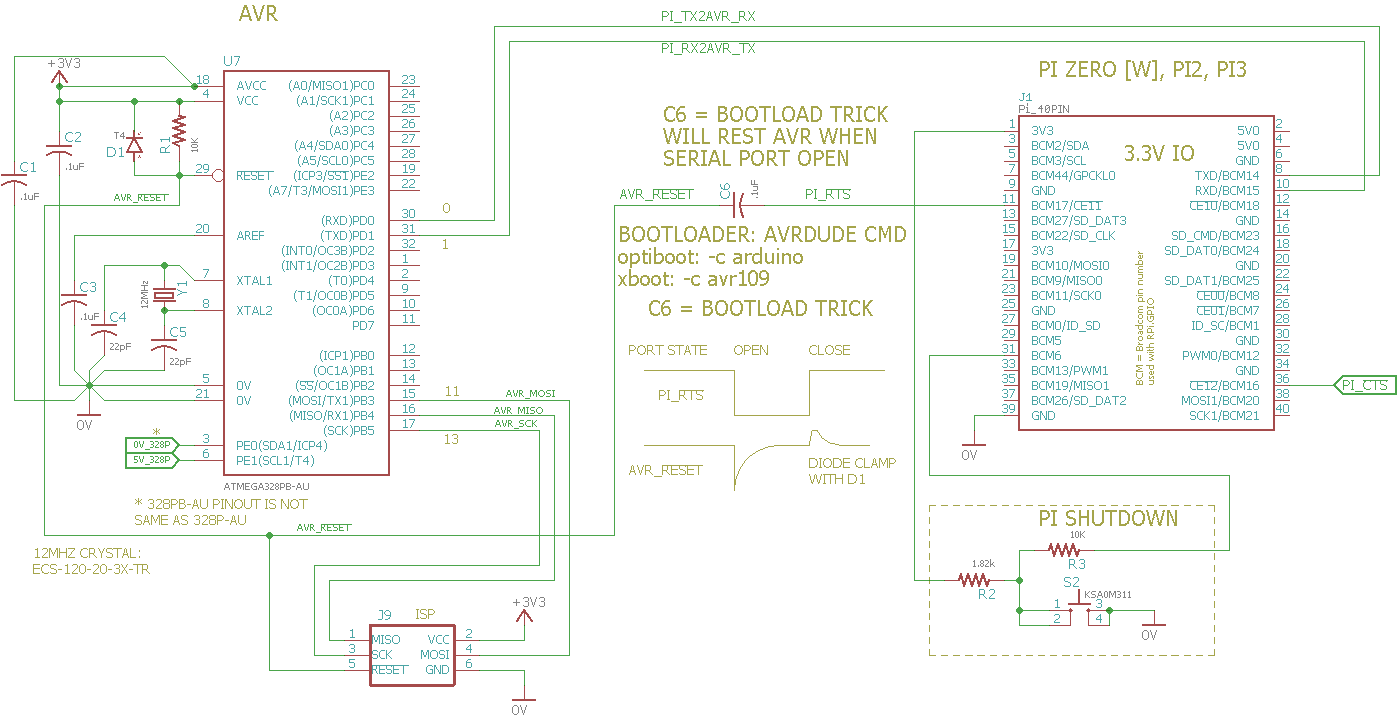 AVR
PI_TX2AVR_RX
PI_RX2AVR_TX
U7
+3V3
18 AVCC (A0/MISO1)PC0 23
4 VCC (A1/SCK1)PC1 24
(A2)PC2 25
(A3)PC3 26
(A4/SDA0)PC4 27
(A5/SCL0)PC5 28
29 RESET (ICP3/SS1)PE2 19
(A7/T3/MOSI1)PE3 22
(RXD)PD0 30 0
20 AREF (TXD)PD1 31 1
(INT0/OC3B)PD2 32
(INT1/OC2B)PD3 1
7 XTAL1 (T0)PD4 2
(T1/OC0B)PD5 9
8 XTAL2 (OC0A)PD6 10
PD7 11
(ICP1)PB0 12
(OC1A)PB1 13
5 0V (SS/OC1B)PB2 14
21 0V (MOSI/TX1)PB3 15 11 AVR_MOSI
(MISO/RX1)PB4 16 AVR_MISO
(SCK)PB5 17 13 AVR_SCK
3 PE0(SDA1/ICP4)
6 PE1(SCL1/T4)
ATMEGA328PB-AU
C1
.1uF
C2
.1uF
T4
D1
R1
10K
AVR_RESET
C3
.1uF
C4
22pF
C5
22pF
12MHz
Y1
0V
*
0V_328P
5V_328P
* 328PB-AU PINOUT IS NOT
SAME AS 328P-AU
12MHZ CRYSTAL:
ECS-120-20-3X-TR
AVR_RESET
J9 ISP
1 MISO VCC 2
3 SCK MOSI 4
5 RESET GND 6
+3V3
0V
C6 = BOOTLOAD TRICK
WILL REST AVR WHEN
SERIAL PORT OPEN
AVR_RESET
C6
.1uF
PI_RTS
BOOTLOADER: AVRDUDE CMD
optiboot: -c arduino
xboot: -c avr109
C6 = BOOTLOAD TRICK
PORT STATE OPEN CLOSE
PI_RTS
AVR_RESET
DIODE CLAMP
WITH D1
PI ZERO [W], PI2, PI3
J1
Pi_40PIN
3.3V IO
1 3V3 5V0 2
3 BCM2/SDA 5V0 4
5 BCM3/SCL GND 6
7 BCM44/GPCKL0 TXD/BCM14 8
9 GND RXD/BCM15 10
11 BCM17/CE11 CE10/BCM18 12
13 BCM27/SD_DAT3 GND 14
15 BCM22/SD_CLK SD_CMD/BCM23 16
17 3V3 SD_DAT0/BCM24 18
19 BCM10/MOSI0 GND 20
21 BCM9/MISO0 SD_DAT1/BCM25 22
23 BCM11/SCK0 CE00/BCM8 24
25 GND CE01/BCM7 26
27 BCM0/ID_SD ID_SC/BCM1 28
29 BCM5 GND 30
31 BCM6 PWM0/BCM12 32
33 BCM13/PWM1 GND 34
35 BCM19/MISO1 CE12/BCM16 36
37 BCM26/SD_DAT2 MOSI1/BCM20 38
39 GND SCK1/BCM21 40
BCM = Broadcom pin number
used with RPi.GPIO
PI_CTS
0V
PI SHUTDOWN
10K
R3
1.82k
R2
S2
KSA0M311
1 3
2 4
0V